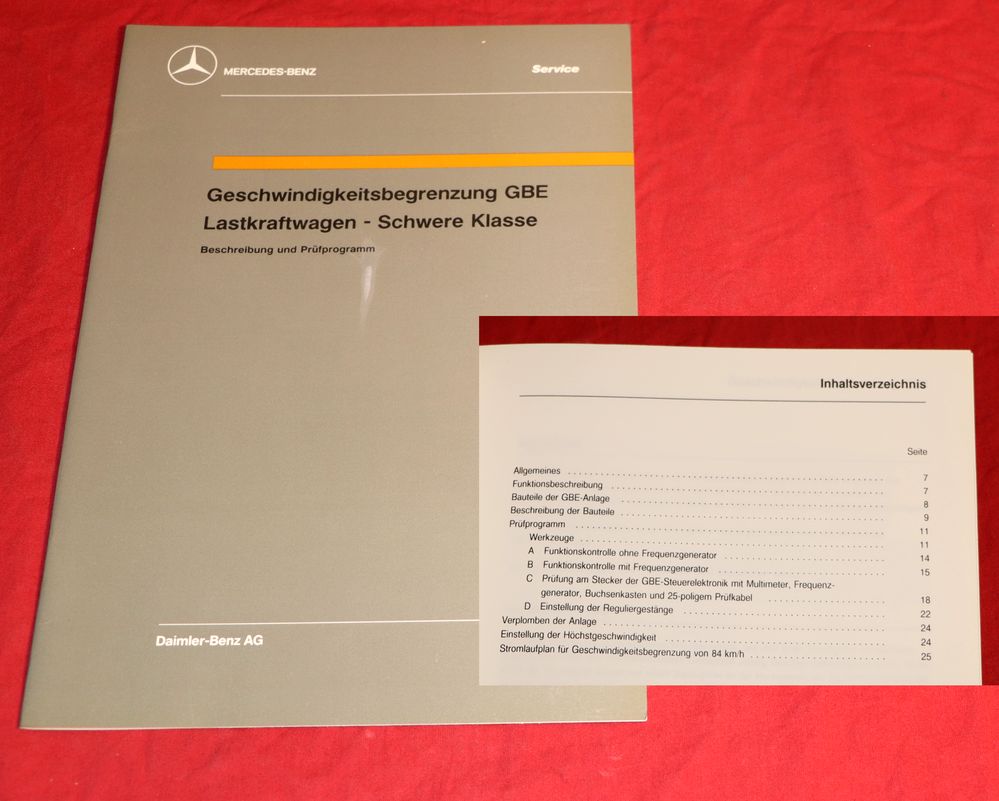 MERCEDES-BENZ
Service
Geschwindigkeitsbegrenzung GBE
Lastkraftwagen - Schwere Klasse
Beschreibung und Prüfprogramm
Daimler-Benz AG
Inhaltsverzeichnis
Seite
Allgemeines 7
Funktionsbeschreibung 7
Bauteile der GBE-Anlage 8
Beschreibung der Bauteile 9
Prüfprogramm 11
Werkzeuge 11
A Funktionskontrolle ohne Frequenzgenerator 14
B Funktionskontrolle mit Frequenzgenerator 15
C Prüfung am Stecker der GBE-Steuerelektronik mit Multimeter, Frequenz-
generator, Buchsenkasten und 25-poligem Prüfkabel 18
D Einstellung der Reguliergestänge 22
Verplomben der Anlage 24
Einstellung der Höchstgeschwindigkeit 24
Stromlaufplan für Geschwindigkeitsbegrenzung von 84 km/h 25